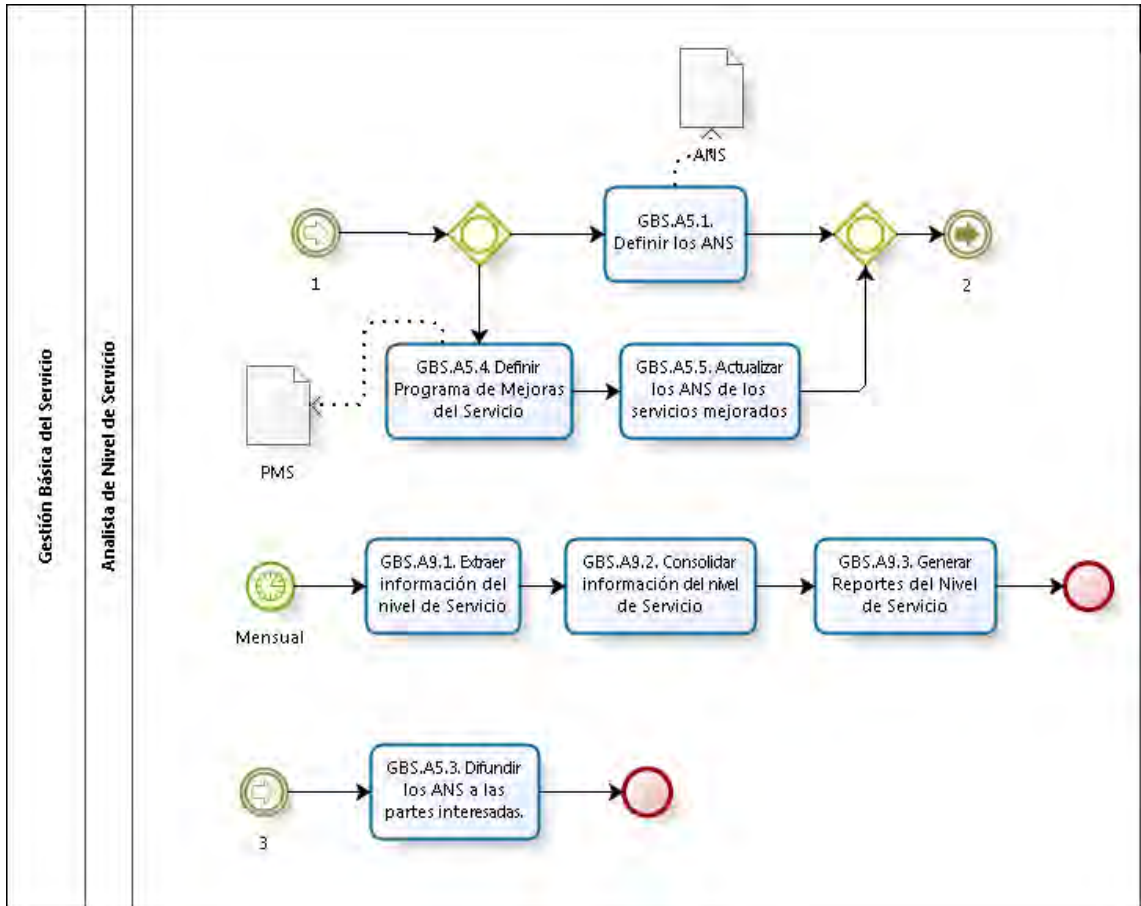 Gestión Básica del Servicio
Analista de Nivel de Servicio
ANS
1
GBS.A5.1.
Definir los ANS
2
GBS.A5.4. Definir
Programa de Mejoras
del Servicio
GBS.A5.5. Actualizar
los ANS de los
servicios mejorados
PMS
Mensual
GBS.A9.1. Extraer
información del
nivel de Servicio
GBS.A9.2. Consolidar
información del nivel
de Servicio
GBS.A9.3. Generar
Reportes del Nivel
de Servicio
3
GBS.A5.3. Difundir
los ANS a las
partes interesadas.